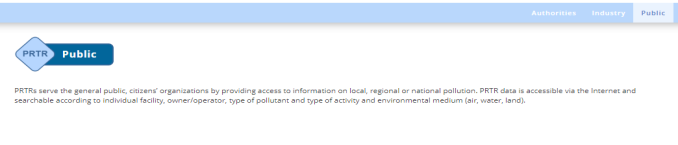 Authorities Industry Public
PRTR Public
PRTRs serve the general public, citizens' organizations by providing access to information on local, regional or national pollution. PRTR data is accessible via the Internet and
searchable according to individual facility, owner/operator, type of pollutant and type of activity and environmental medium (air, water, land).